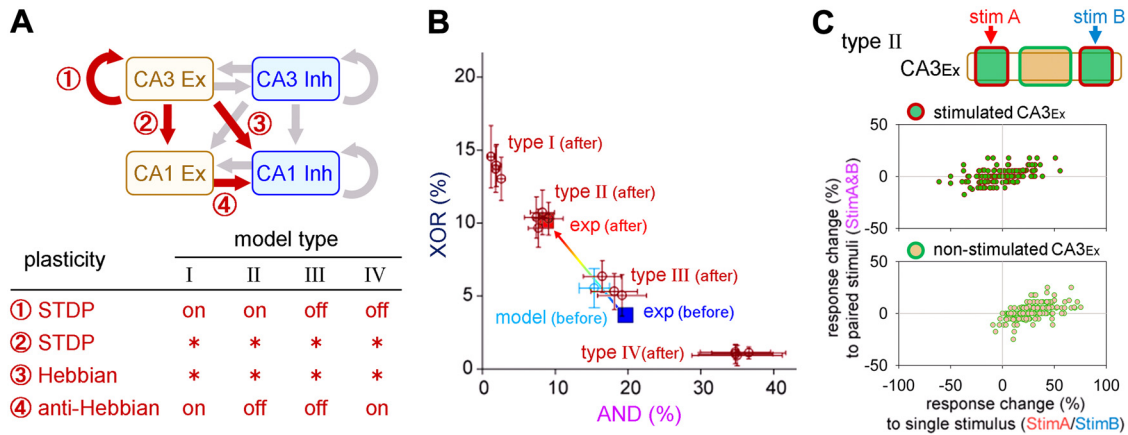 A
① CA3 Ex CA3 Inh
② ③
CA1 Ex CA1 Inh
④
plasticity model type
I II III IV
① STDP on on off off
② STDP * * * *
③ Hebbian * * * *
④ anti-Hebbian on off off on
B
XOR (%)
20
15
10
5
0
type I (after)
type II (after)
exp (after)
type III (after)
model (before) exp (before)
type IV(after)
0 10 20 30 40
AND (%)
C
stim A stim B
type II
CA3Ex
stimulated CA3Ex
50
0
-50
non-stimulated CA3Ex
50
0
-50
response change (%)
to paired stimuli (StimA&B)
-100 -50 0 50 100
response change (%)
to single stimulus (StimA/StimB)